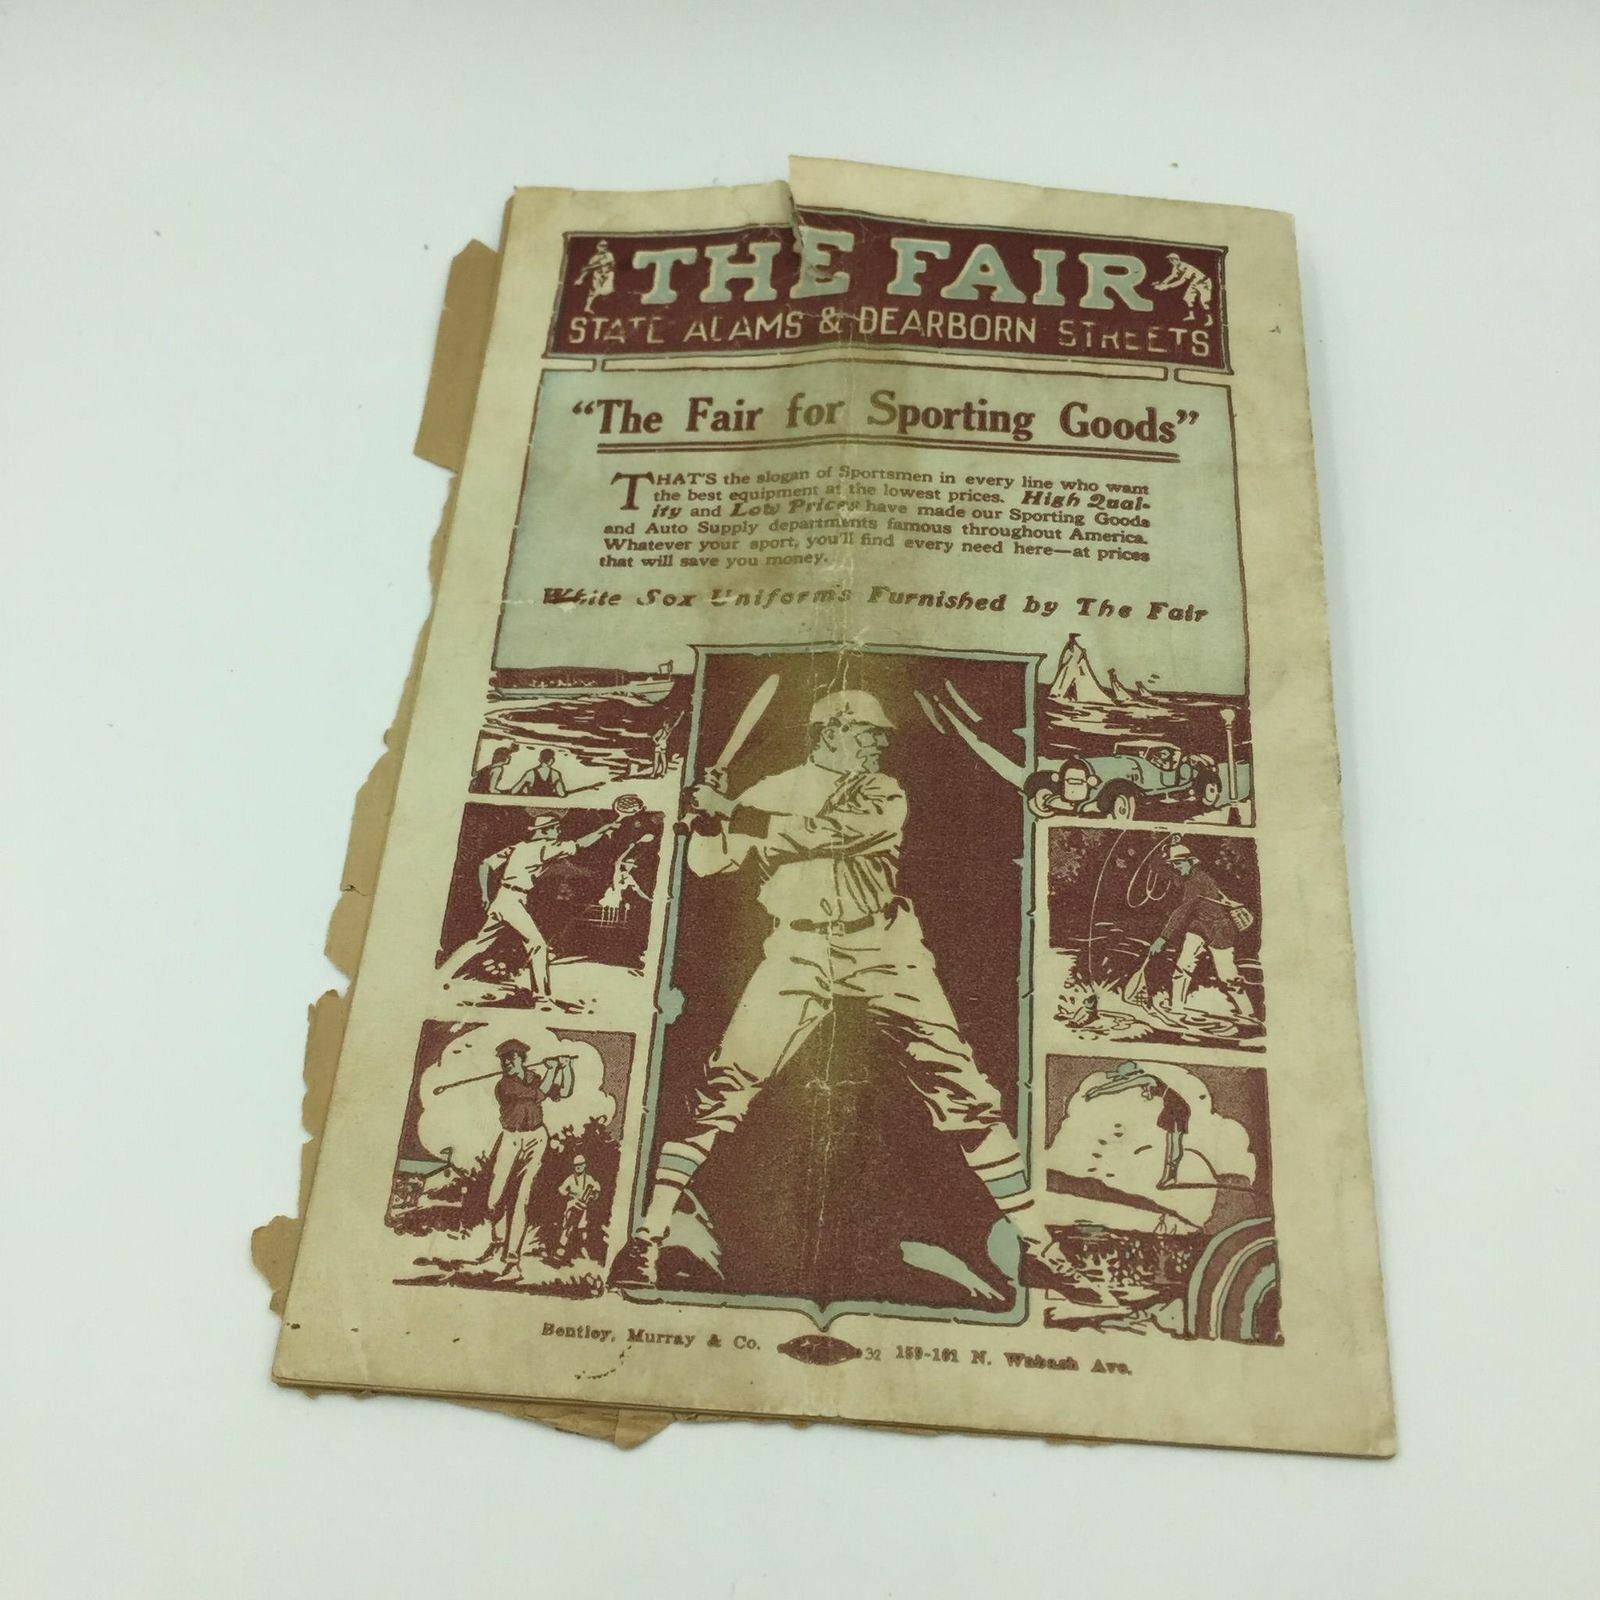 THE FAIR
STATE ADAMS & DEARBORN STREETS
"The Fair for Sporting Goods"
THAT'S the slogan of Sportsmen in every line who want
the best equipment at the lowest prices. High Qual-
ity and Low Prices have made our Sporting Goods
and Auto Supply departments famous throughout America.
Whatever your sport, you'll find every need here—at prices
that will save you money.
White Sox Uniforms Furnished by The Fair
Bentley, Murray & Co. 32 159-161 N. Wabash Ave.